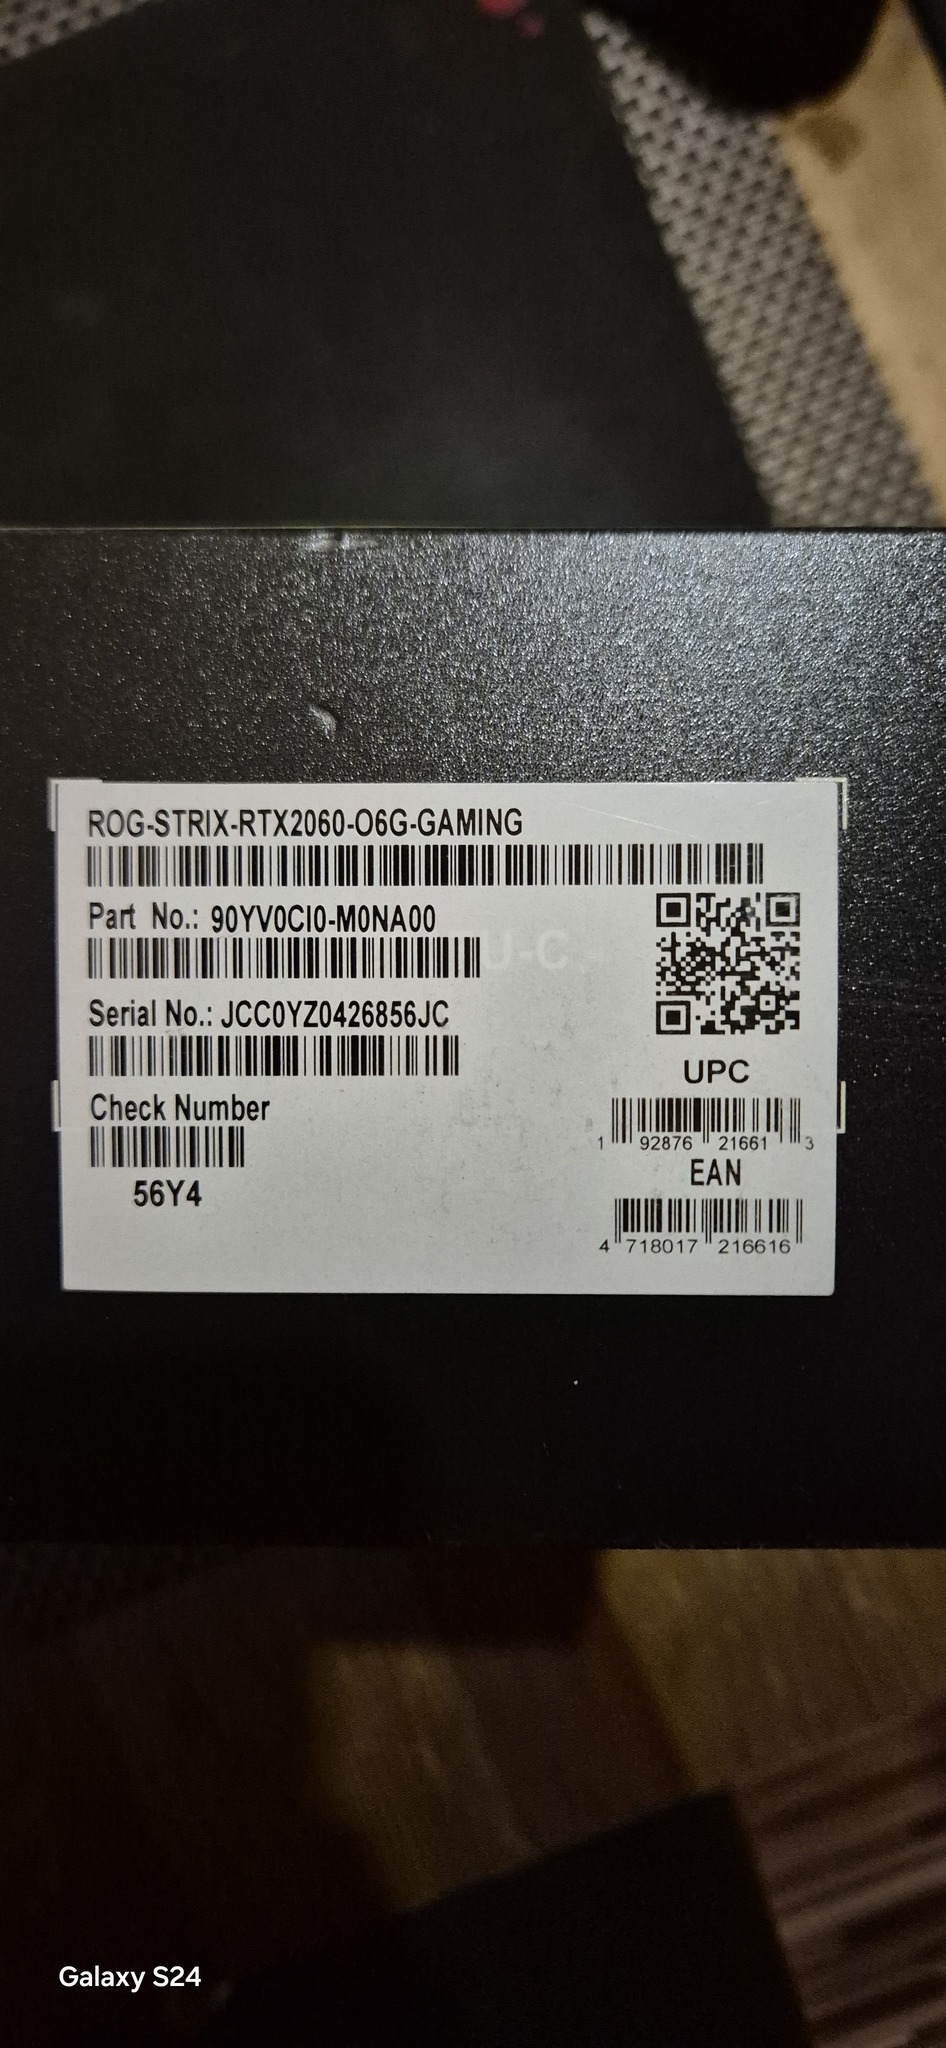 ROG-STRIX-RTX2060-O6G-GAMING
Part No.: 90YV0CI0-M0NA00
U-C
Serial No.: JCC0YZ0426856JC
Check Number
56Y4
UPC
1 92876 21661 3
EAN
4 718017 216616
Galaxy S24